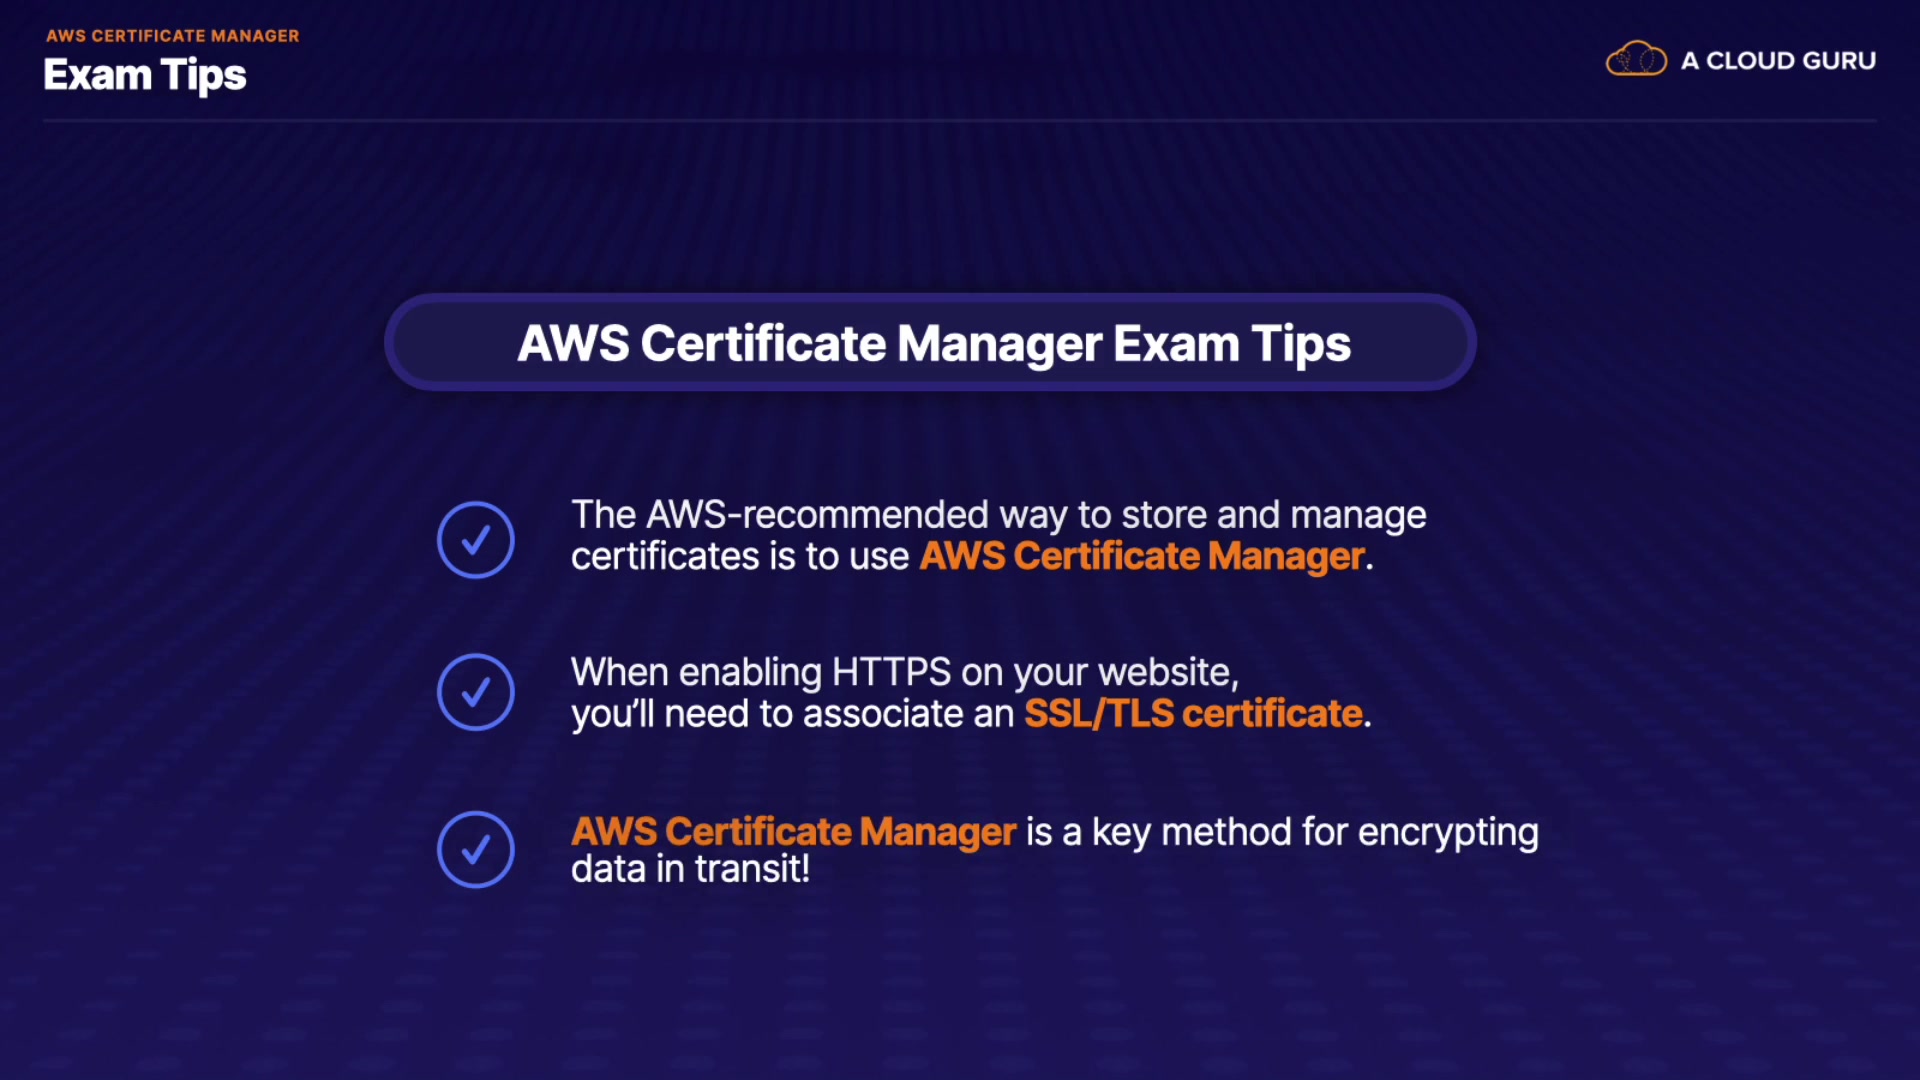 AWS CERTIFICATE MANAGER
Exam Tips
A CLOUD GURU
AWS Certificate Manager Exam Tips
The AWS-recommended way to store and manage
certificates is to use AWS Certificate Manager.
When enabling HTTPS on your website,
you’ll need to associate an SSL/TLS certificate.
AWS Certificate Manager is a key method for encrypting
data in transit!